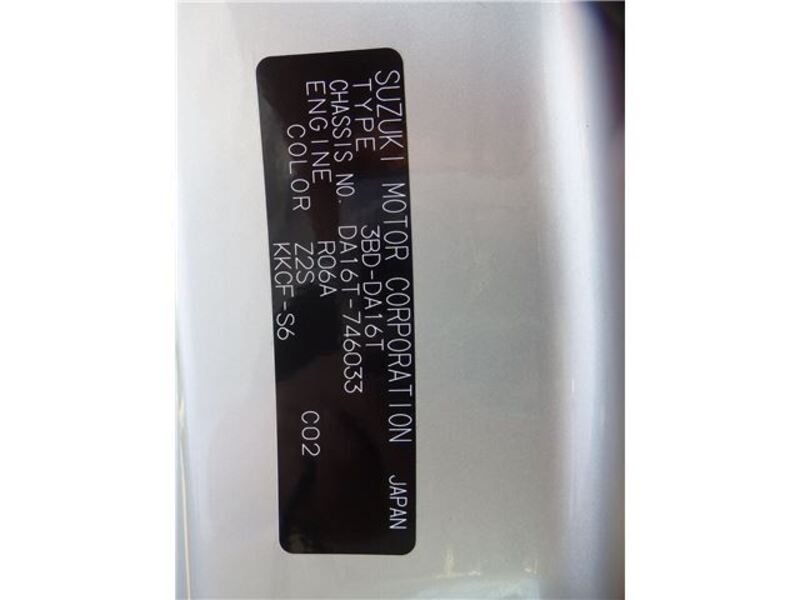 SUZUKI MOTOR CORPORATION JAPAN
TYPE 3BD-DA16T
CHASSIS NO. DA16T-746033
ENGINE R06A
COLOR Z2S C02
KKCF-S6